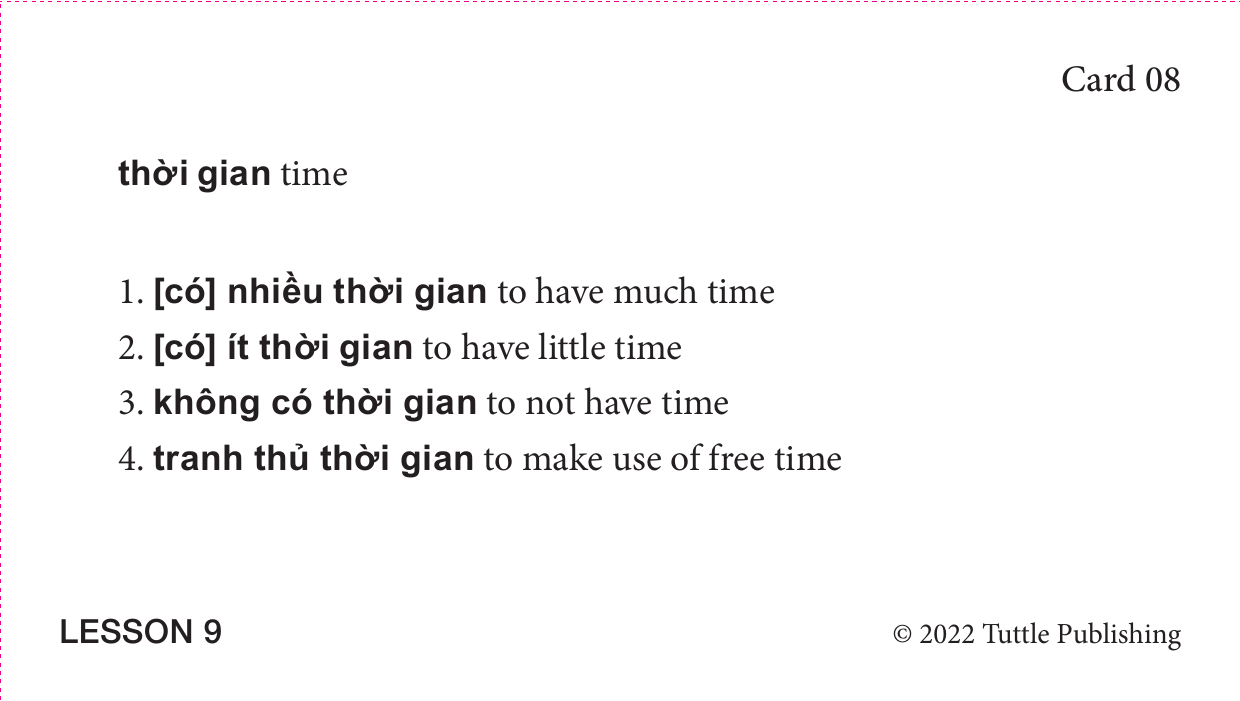 Card 08
thời gian time
1. [có] nhiều thời gian to have much time
2. [có] ít thời gian to have little time
3. không có thời gian to not have time
4. tranh thủ thời gian to make use of free time
LESSON 9
© 2022 Tuttle Publishing